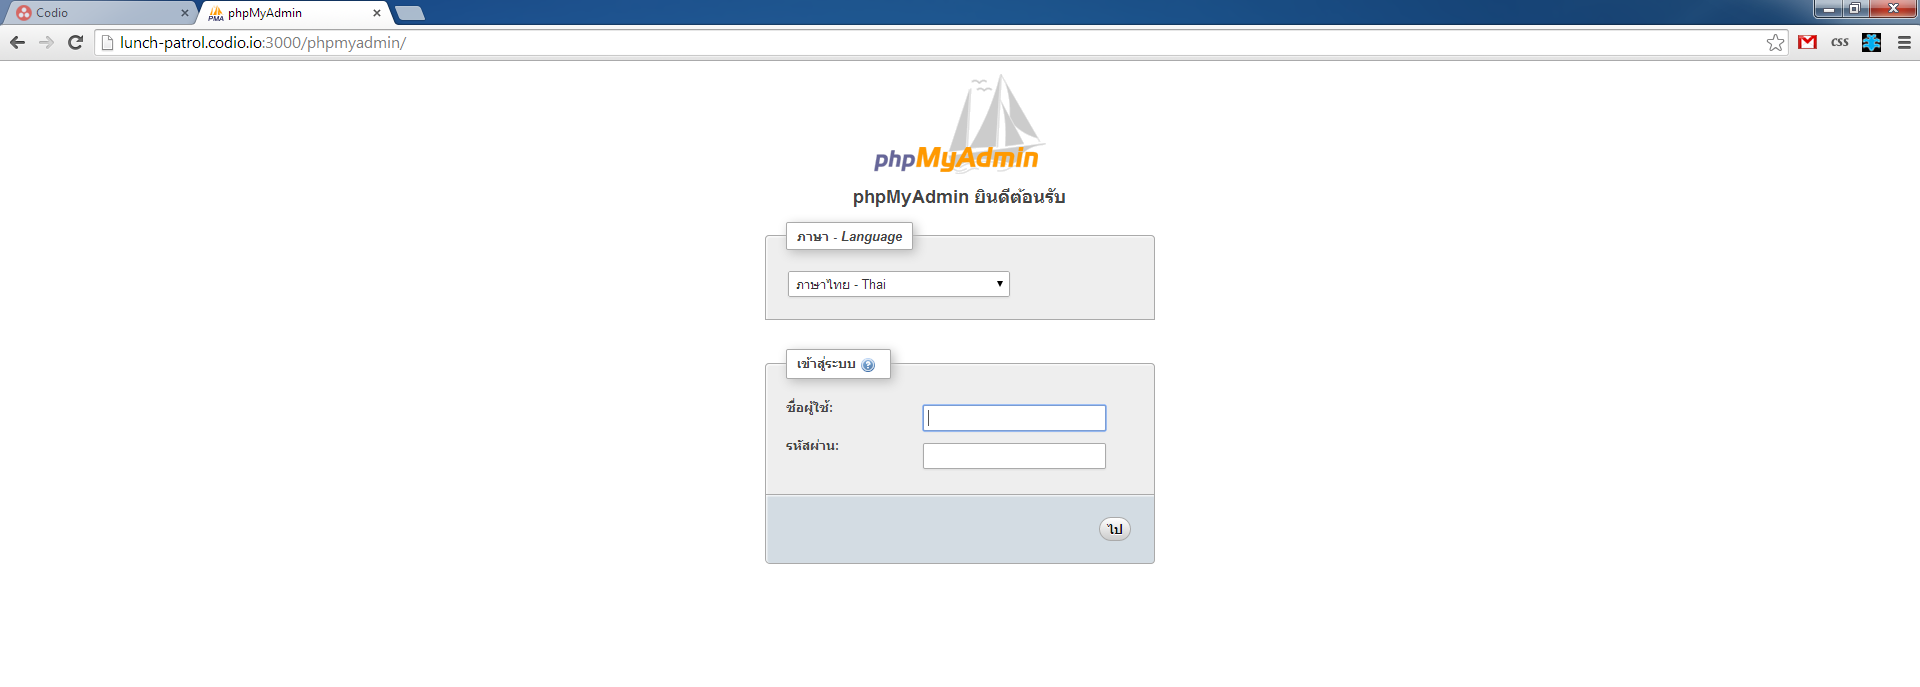 Codio
phpMyAdmin
lunch-patrol.codio.io:3000/phpmyadmin/
css
PMA
phpMyAdmin
phpMyAdmin ยินดีต้อนรับ
ภาษา - Language
ภาษาไทย - Thai
เข้าสู่ระบบ
ชื่อผู้ใช้:
รหัสผ่าน:
ไป